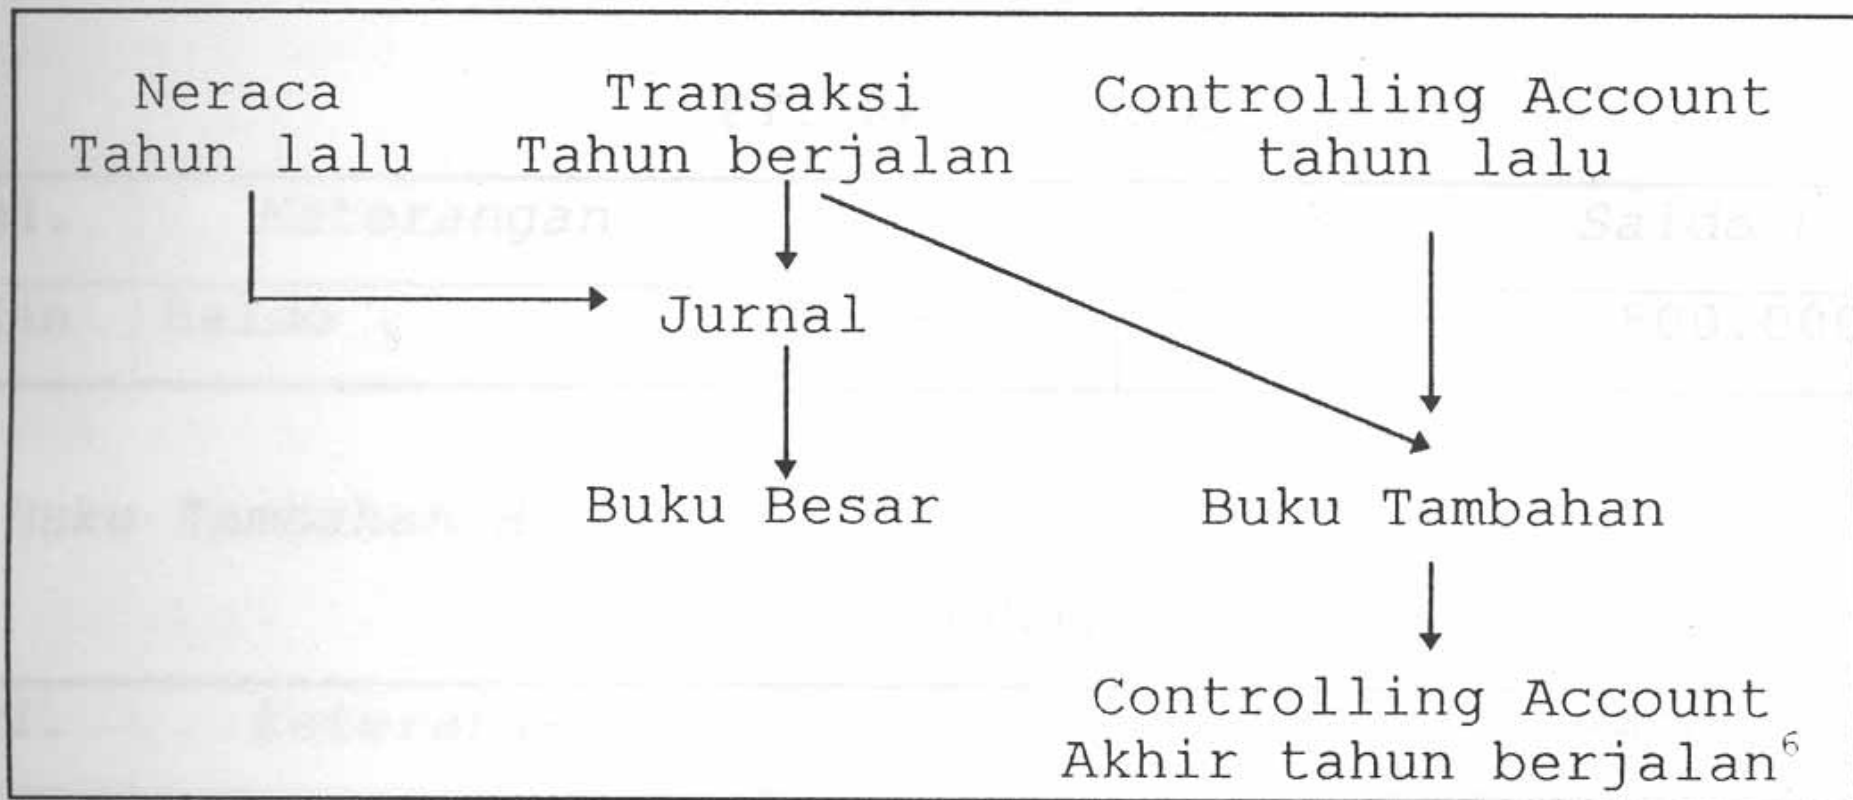 Neraca
Tahun lalu
Transaksi
Tahun berjalan
Controlling Account
tahun lalu
Jurnal
Buku Besar
Buku Tambahan
Controlling Account
Akhir tahun berjalan⁶